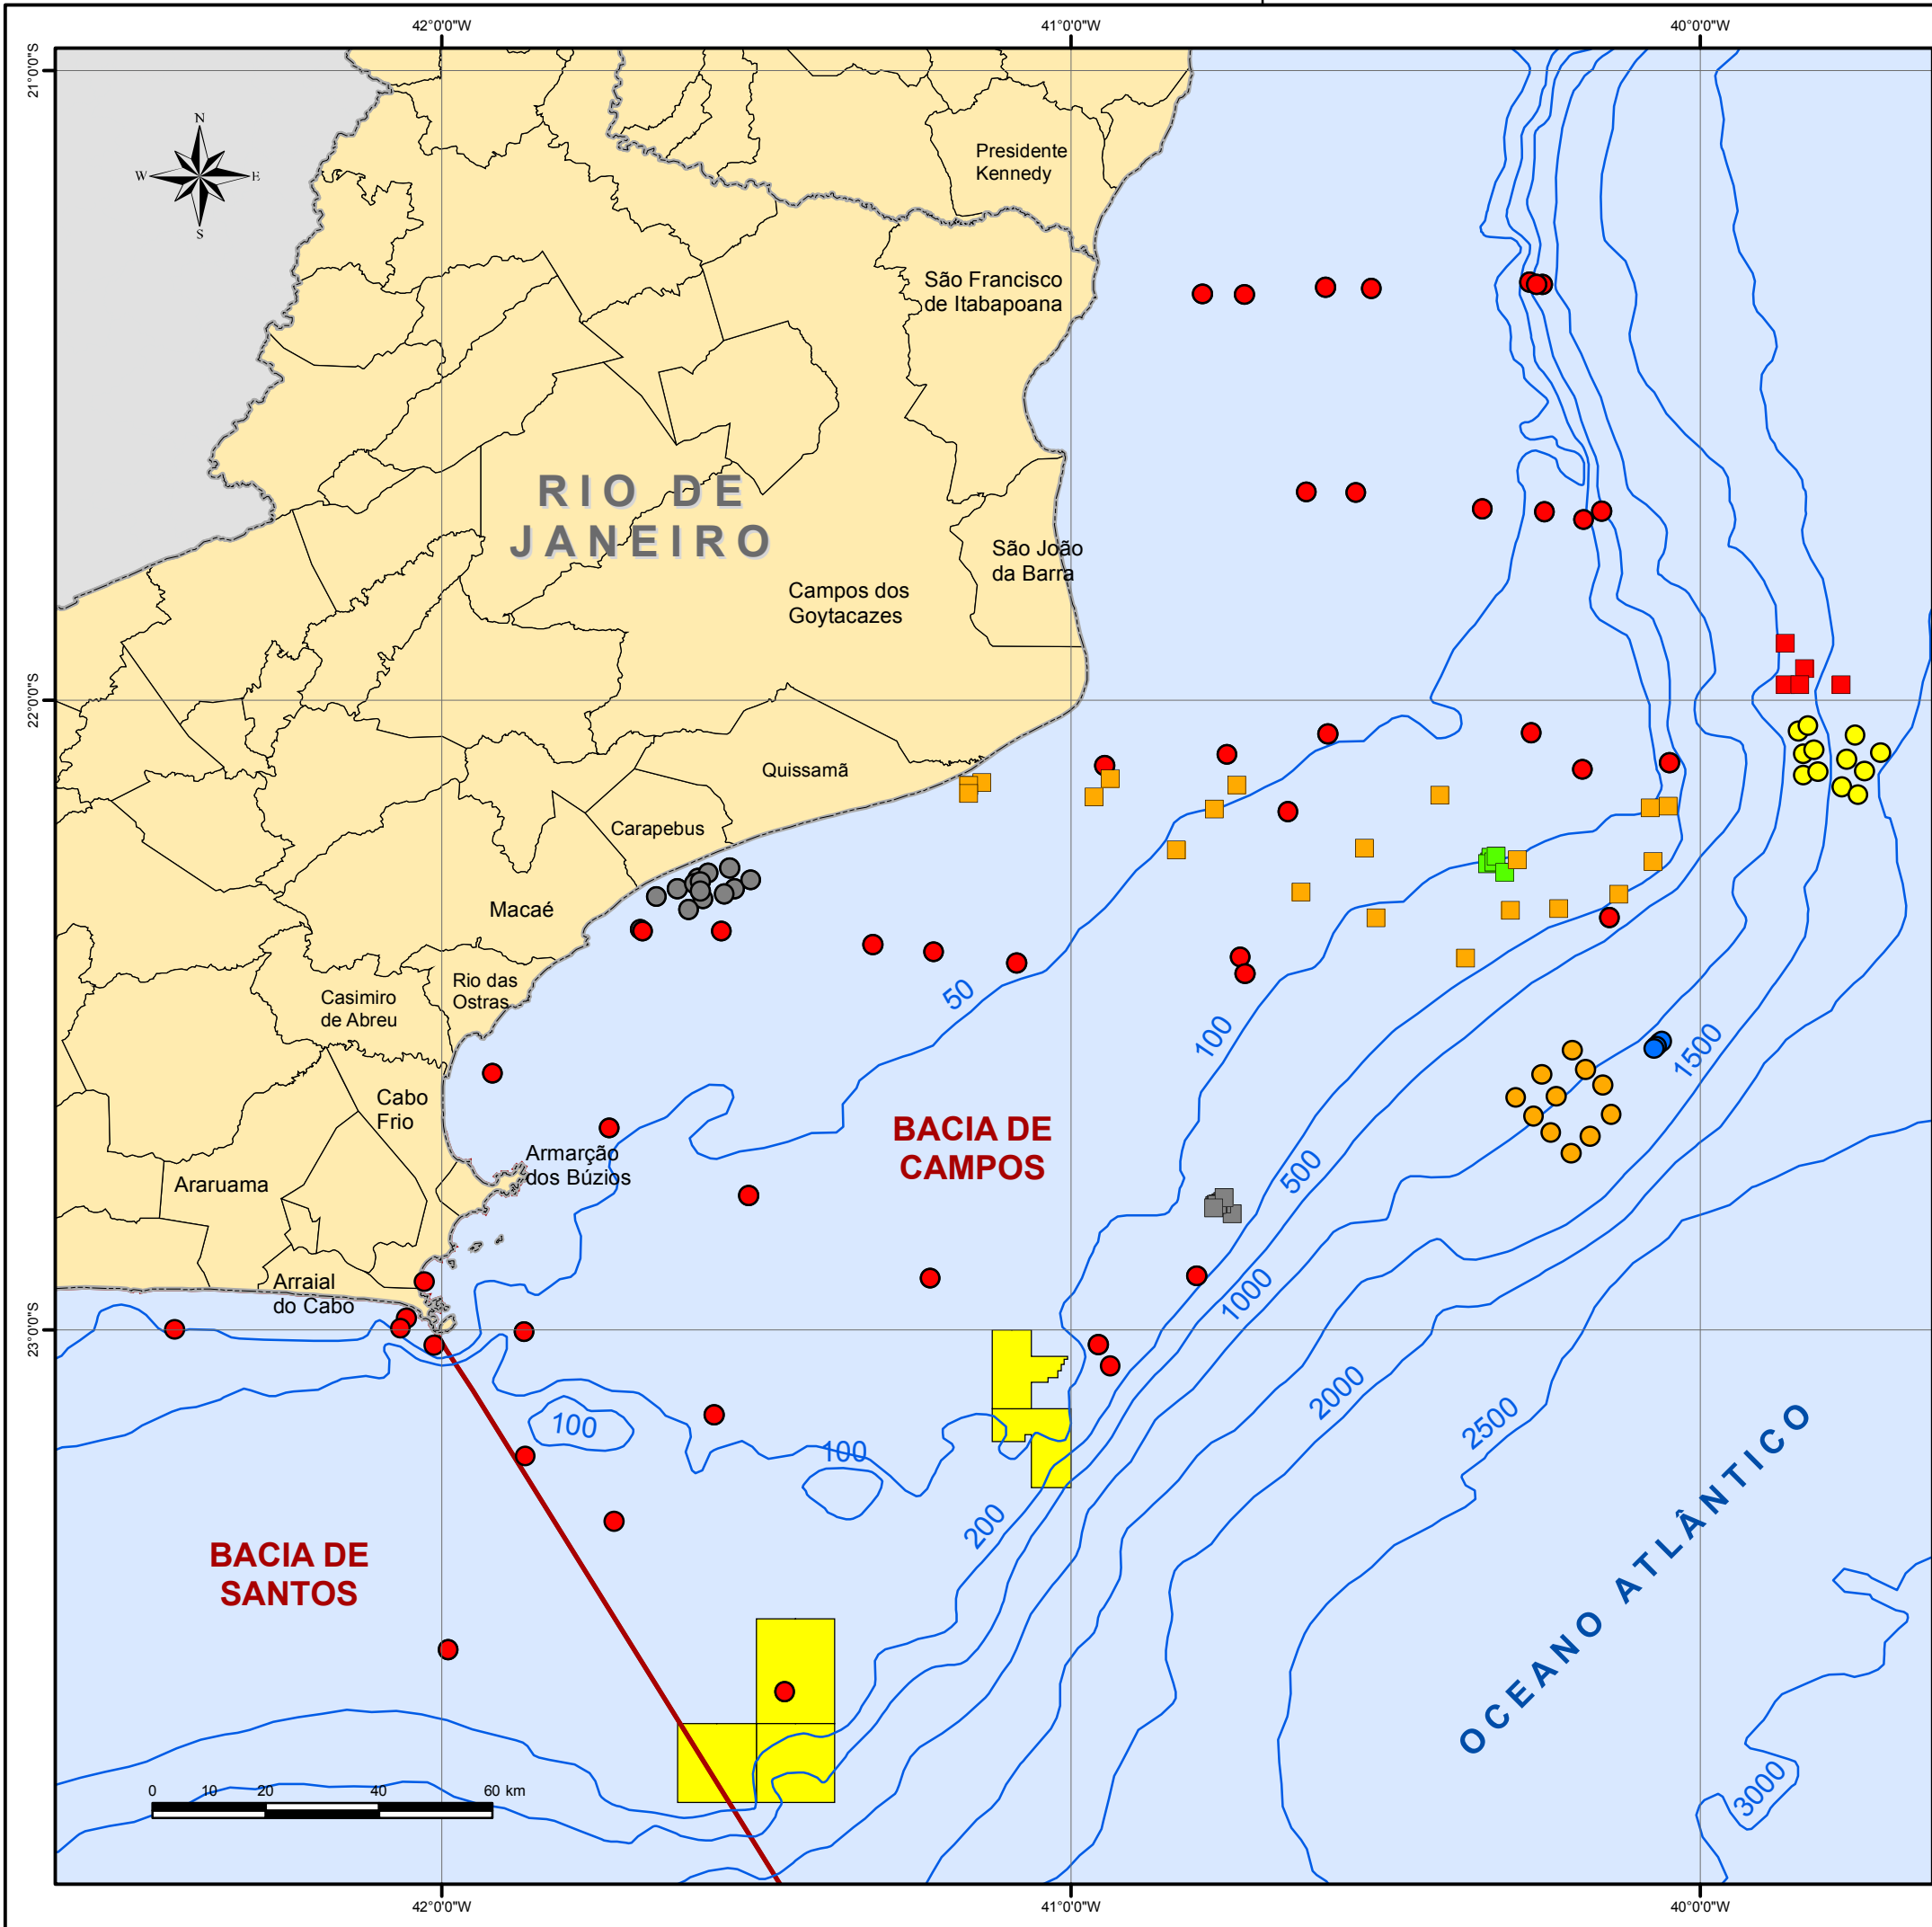 42°0'0"W
41°0'0"W
40°0'0"W
21°0'0"S
N
W
E
S
Presidente
Kennedy
São Francisco
de Itabapoana
RIO DE
JANEIRO
São João
da Barra
Campos dos
Goytacazes
22°0'0"S
Quissamã
Carapebus
Macaé
Rio das
Ostras
Casimiro
de Abreu
50
100
1500
Cabo
Frio
BACIA DE
CAMPOS
Armarção
dos Búzios
500
Araruama
Arraial
do Cabo
1000
23°0'0"S
2000
2500
100
100
200
OCEANO ATLÂNTICO
BACIA DE
SANTOS
3000
0 10 20 40 60 km
42°0'0"W
41°0'0"W
40°0'0"W